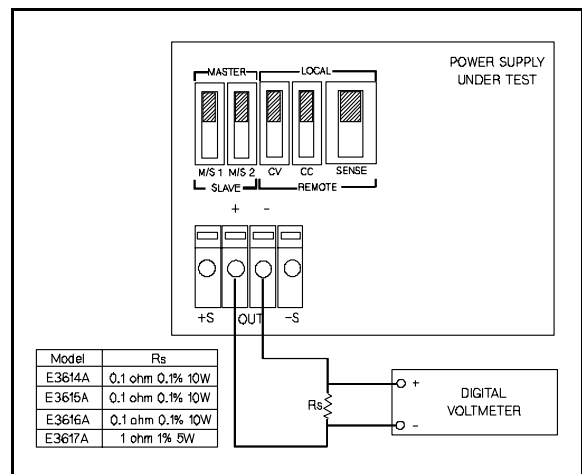 POWER SUPPLY
UNDER TEST
MASTER
LOCAL
M/S 1 M/S 2 CV CC SENSE
SLAVE
REMOTE
+ -
+S OUT -S
Model Rs
E3614A 0.1 ohm 0.1% 10W
E3615A 0.1 ohm 0.1% 10W
E3616A 0.1 ohm 0.1% 10W
E3617A 1 ohm 1% 5W
Rs
+
-
DIGITAL
VOLTMETER